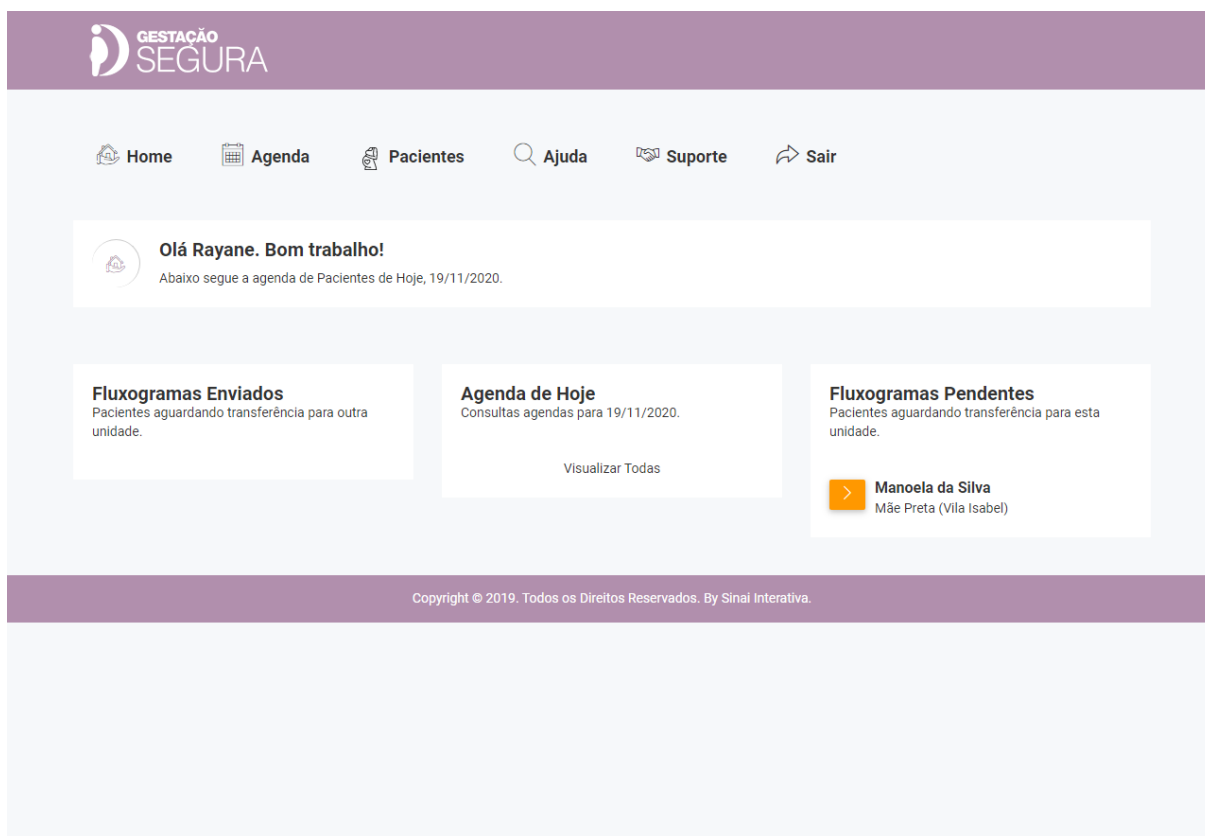 GESTAÇÃO
SEGURA
Home Agenda Pacientes Ajuda Suporte Sair
Olá Rayane. Bom trabalho!
Abaixo segue a agenda de Pacientes de Hoje, 19/11/2020.
Fluxogramas Enviados
Pacientes aguardando transferência para outra
unidade.
Agenda de Hoje
Consultas agendas para 19/11/2020.
Visualizar Todas
Fluxogramas Pendentes
Pacientes aguardando transferência para esta
unidade.
Manoela da Silva
Mãe Preta (Vila Isabel)
Copyright © 2019. Todos os Direitos Reservados. By Sinai Interativa.